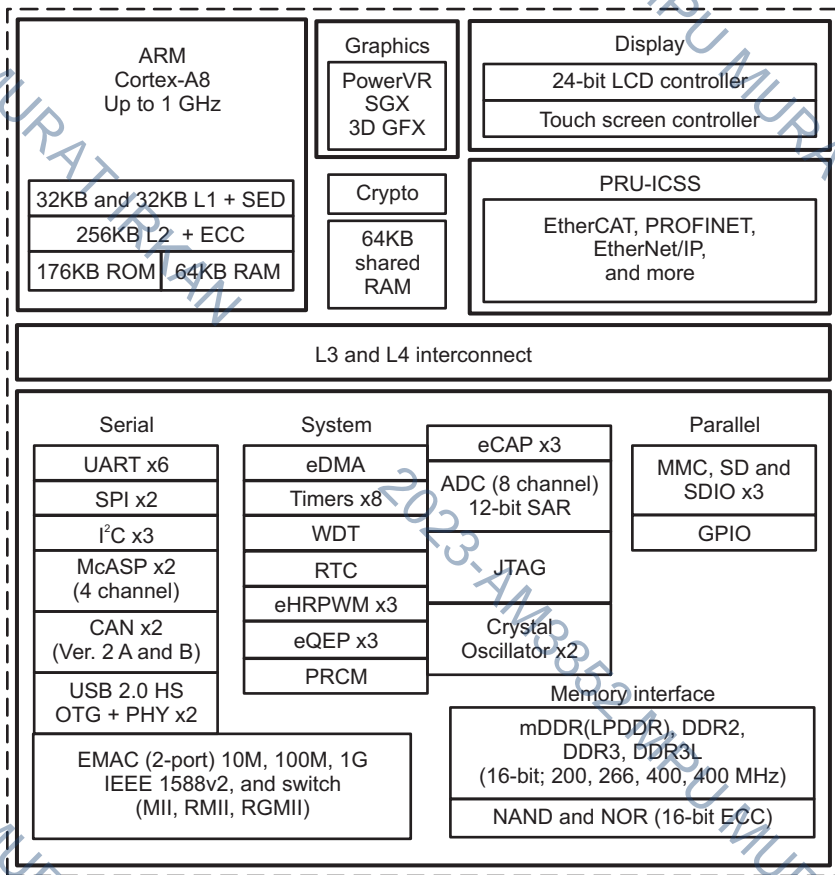 ARM
Cortex-A8
Up to 1 GHz
32KB and 32KB L1 + SED
256KB L2 + ECC
176KB ROM
64KB RAM
Graphics
PowerVR
SGX
3D GFX
Crypto
64KB
shared
RAM
Display
24-bit LCD controller
Touch screen controller
PRU-ICSS
EtherCAT, PROFINET,
EtherNet/IP,
and more
L3 and L4 interconnect
Serial
UART x6
SPI x2
I²C x3
McASP x2
(4 channel)
CAN x2
(Ver. 2 A and B)
USB 2.0 HS
OTG + PHY x2
EMAC (2-port) 10M, 100M, 1G
IEEE 1588v2, and switch
(MII, RMII, RGMII)
System
eDMA
Timers x8
WDT
RTC
eHRPWM x3
eQEP x3
PRCM
eCAP x3
ADC (8 channel)
12-bit SAR
JTAG
Crystal
Oscillator x2
Parallel
MMC, SD and
SDIO x3
GPIO
Memory interface
mDDR(LPDDR), DDR2,
DDR3, DDR3L
(16-bit; 200, 266, 400, 400 MHz)
NAND and NOR (16-bit ECC)
MURAT IRKAN
MPU MURA
2023-AM3352 MPU MU